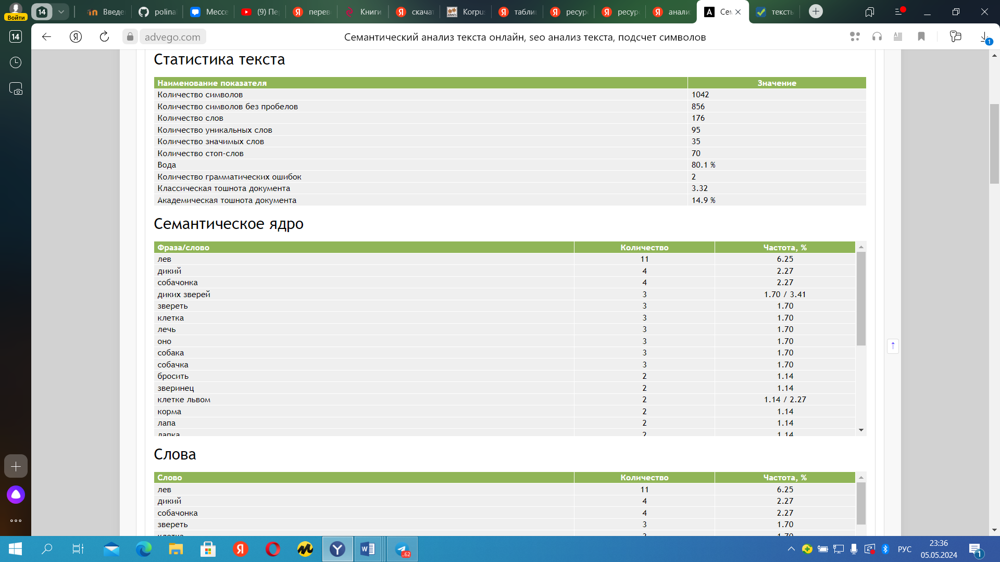 14
Введе
polina
Мессе
(9) Пе
перев
Книги
скачат
Korpu
табли
ресур
ресур
анали
Сем
тексть
Войти
14
advego.com
Семантический анализ текста онлайн, seo анализ текста, подсчет символов
1
Статистика текста
Наименование показателя Значение
Количество символов 1042
Количество символов без пробелов 856
Количество слов 176
Количество уникальных слов 95
Количество значимых слов 35
Количество стоп-слов 70
Вода 80.1 %
Количество грамматических ошибок 2
Классическая тошнота документа 3.32
Академическая тошнота документа 14.9 %
Семантическое ядро
Фраза/слово Количество Частота, %
лев 11 6.25
дикий 4 2.27
собачонка 4 2.27
диких зверей 3 1.70 / 3.41
звереть 3 1.70
клетка 3 1.70
лечь 3 1.70
оно 3 1.70
собака 3 1.70
собачка 3 1.70
бросить 2 1.14
зверинец 2 1.14
клетке львом 2 1.14 / 2.27
корма 2 1.14
лапа 2 1.14
лапка 2 1.14
Слова
Слово Количество Частота, %
лев 11 6.25
дикий 4 2.27
собачонка 4 2.27
звереть 3 1.70
клетка 3 1.70
..62
РУС
23:36
05.05.2024
1